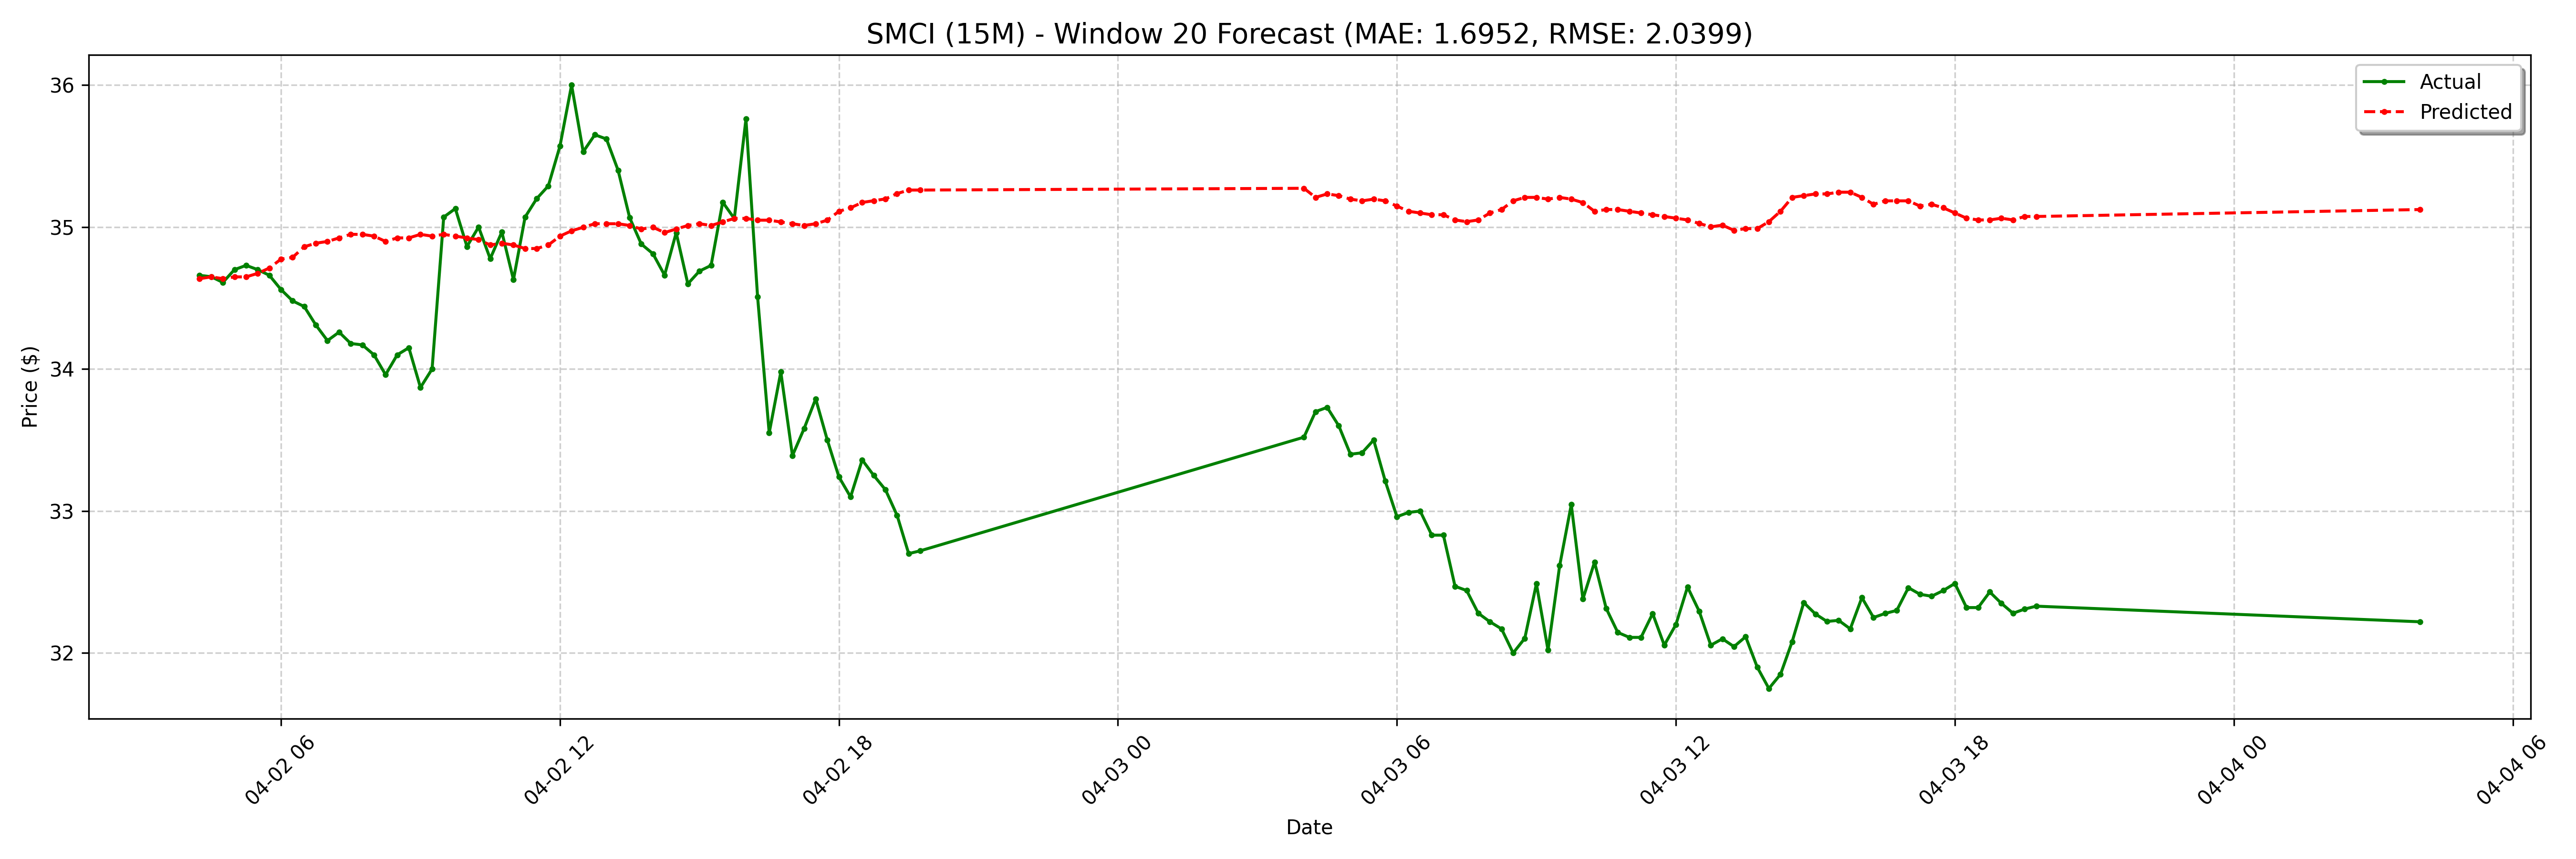 SMCI (15M) - Window 20 Forecast (MAE: 1.6952, RMSE: 2.0399)
Actual
Predicted
36
35
34
33
32
Price ($)
04-02 06
04-02 12
04-02 18
04-03 00
04-03 06
04-03 12
04-03 18
04-04 00
04-04 06
Date